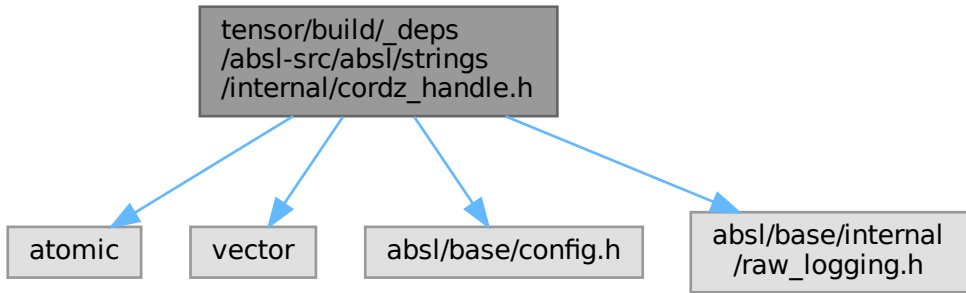 tensor/build/_deps
/absl-src/absl/strings
/internal/cordz_handle.h
atomic
vector
absl/base/config.h
absl/base/internal
/raw_logging.h